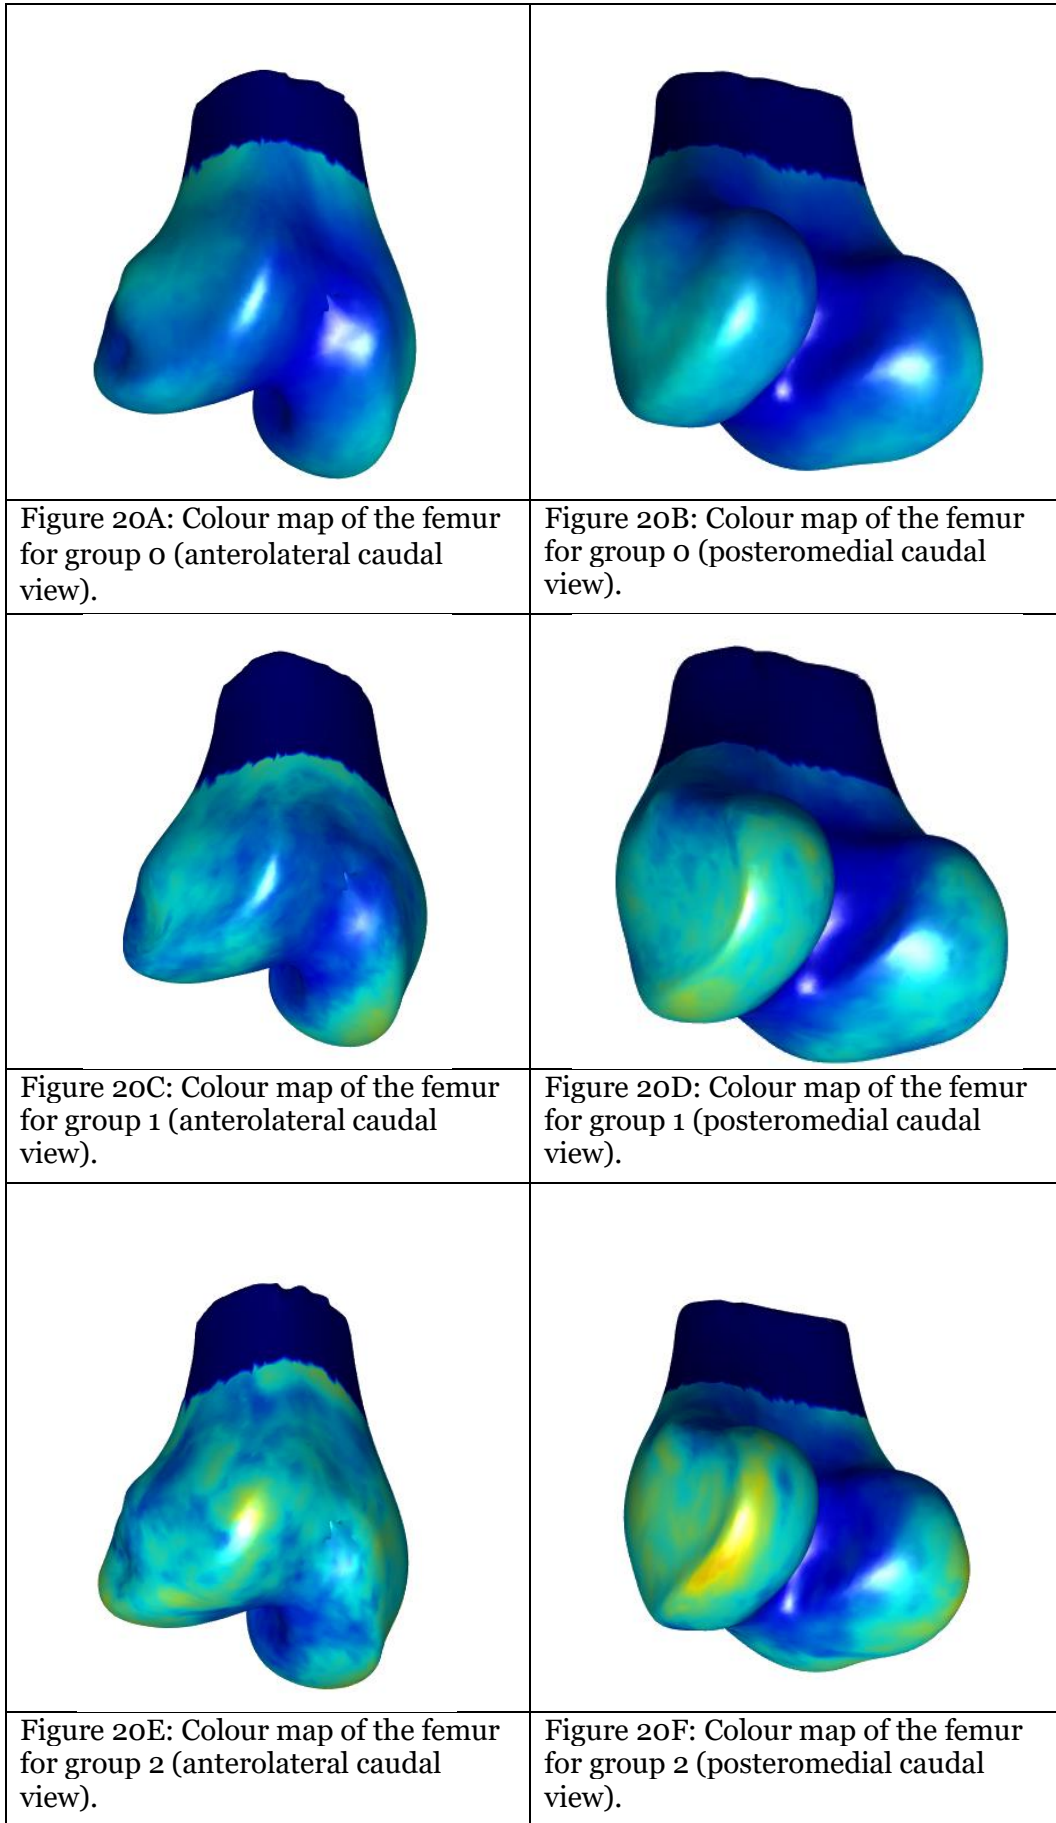 Figure 20A: Colour map of the femur
for group 0 (anterolateral caudal
view).
Figure 20B: Colour map of the femur
for group 0 (posteromedial caudal
view).
Figure 20C: Colour map of the femur
for group 1 (anterolateral caudal
view).
Figure 20D: Colour map of the femur
for group 1 (posteromedial caudal
view).
Figure 20E: Colour map of the femur
for group 2 (anterolateral caudal
view).
Figure 20F: Colour map of the femur
for group 2 (posteromedial caudal
view).